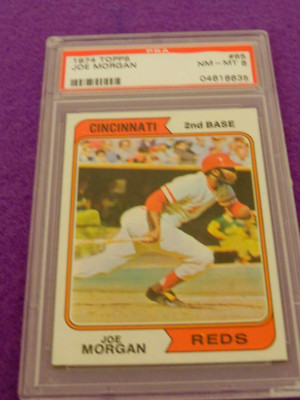 PSA
1974 TOPPS #85
JOE MORGAN NM-MT 8
04818835
CINCINNATI 2nd BASE
JOE
MORGAN REDS